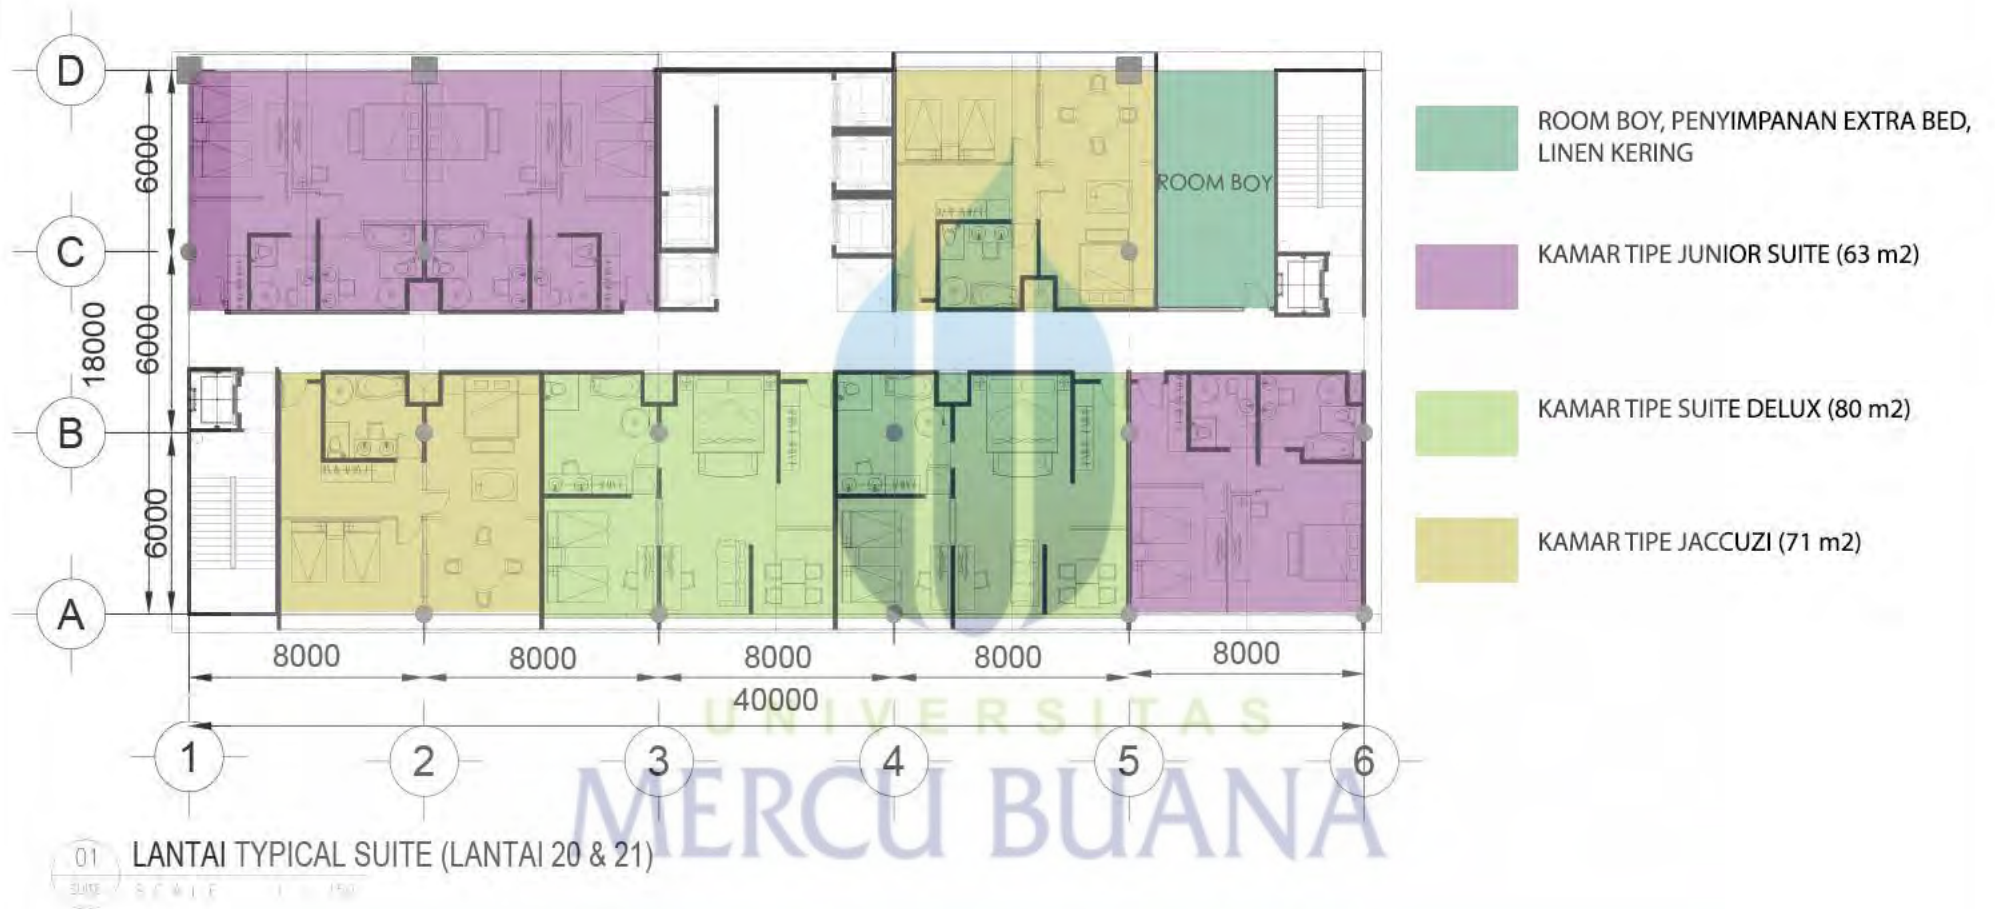 D
C
B
A
6000
6000
6000
18000
ROOM BOY
ROOM BOY, PENYIMPANAN EXTRA BED,
LINEN KERING
KAMAR TIPE JUNIOR SUITE (63 m2)
KAMAR TIPE SUITE DELUX (80 m2)
KAMAR TIPE JACCUZI (71 m2)
8000 8000 8000 8000 8000
40000
UNIVERSITAS
1 2 3 4 5 6
MERCU BUANA
01 LANTAI TYPICAL SUITE (LANTAI 20 & 21)
SCALE